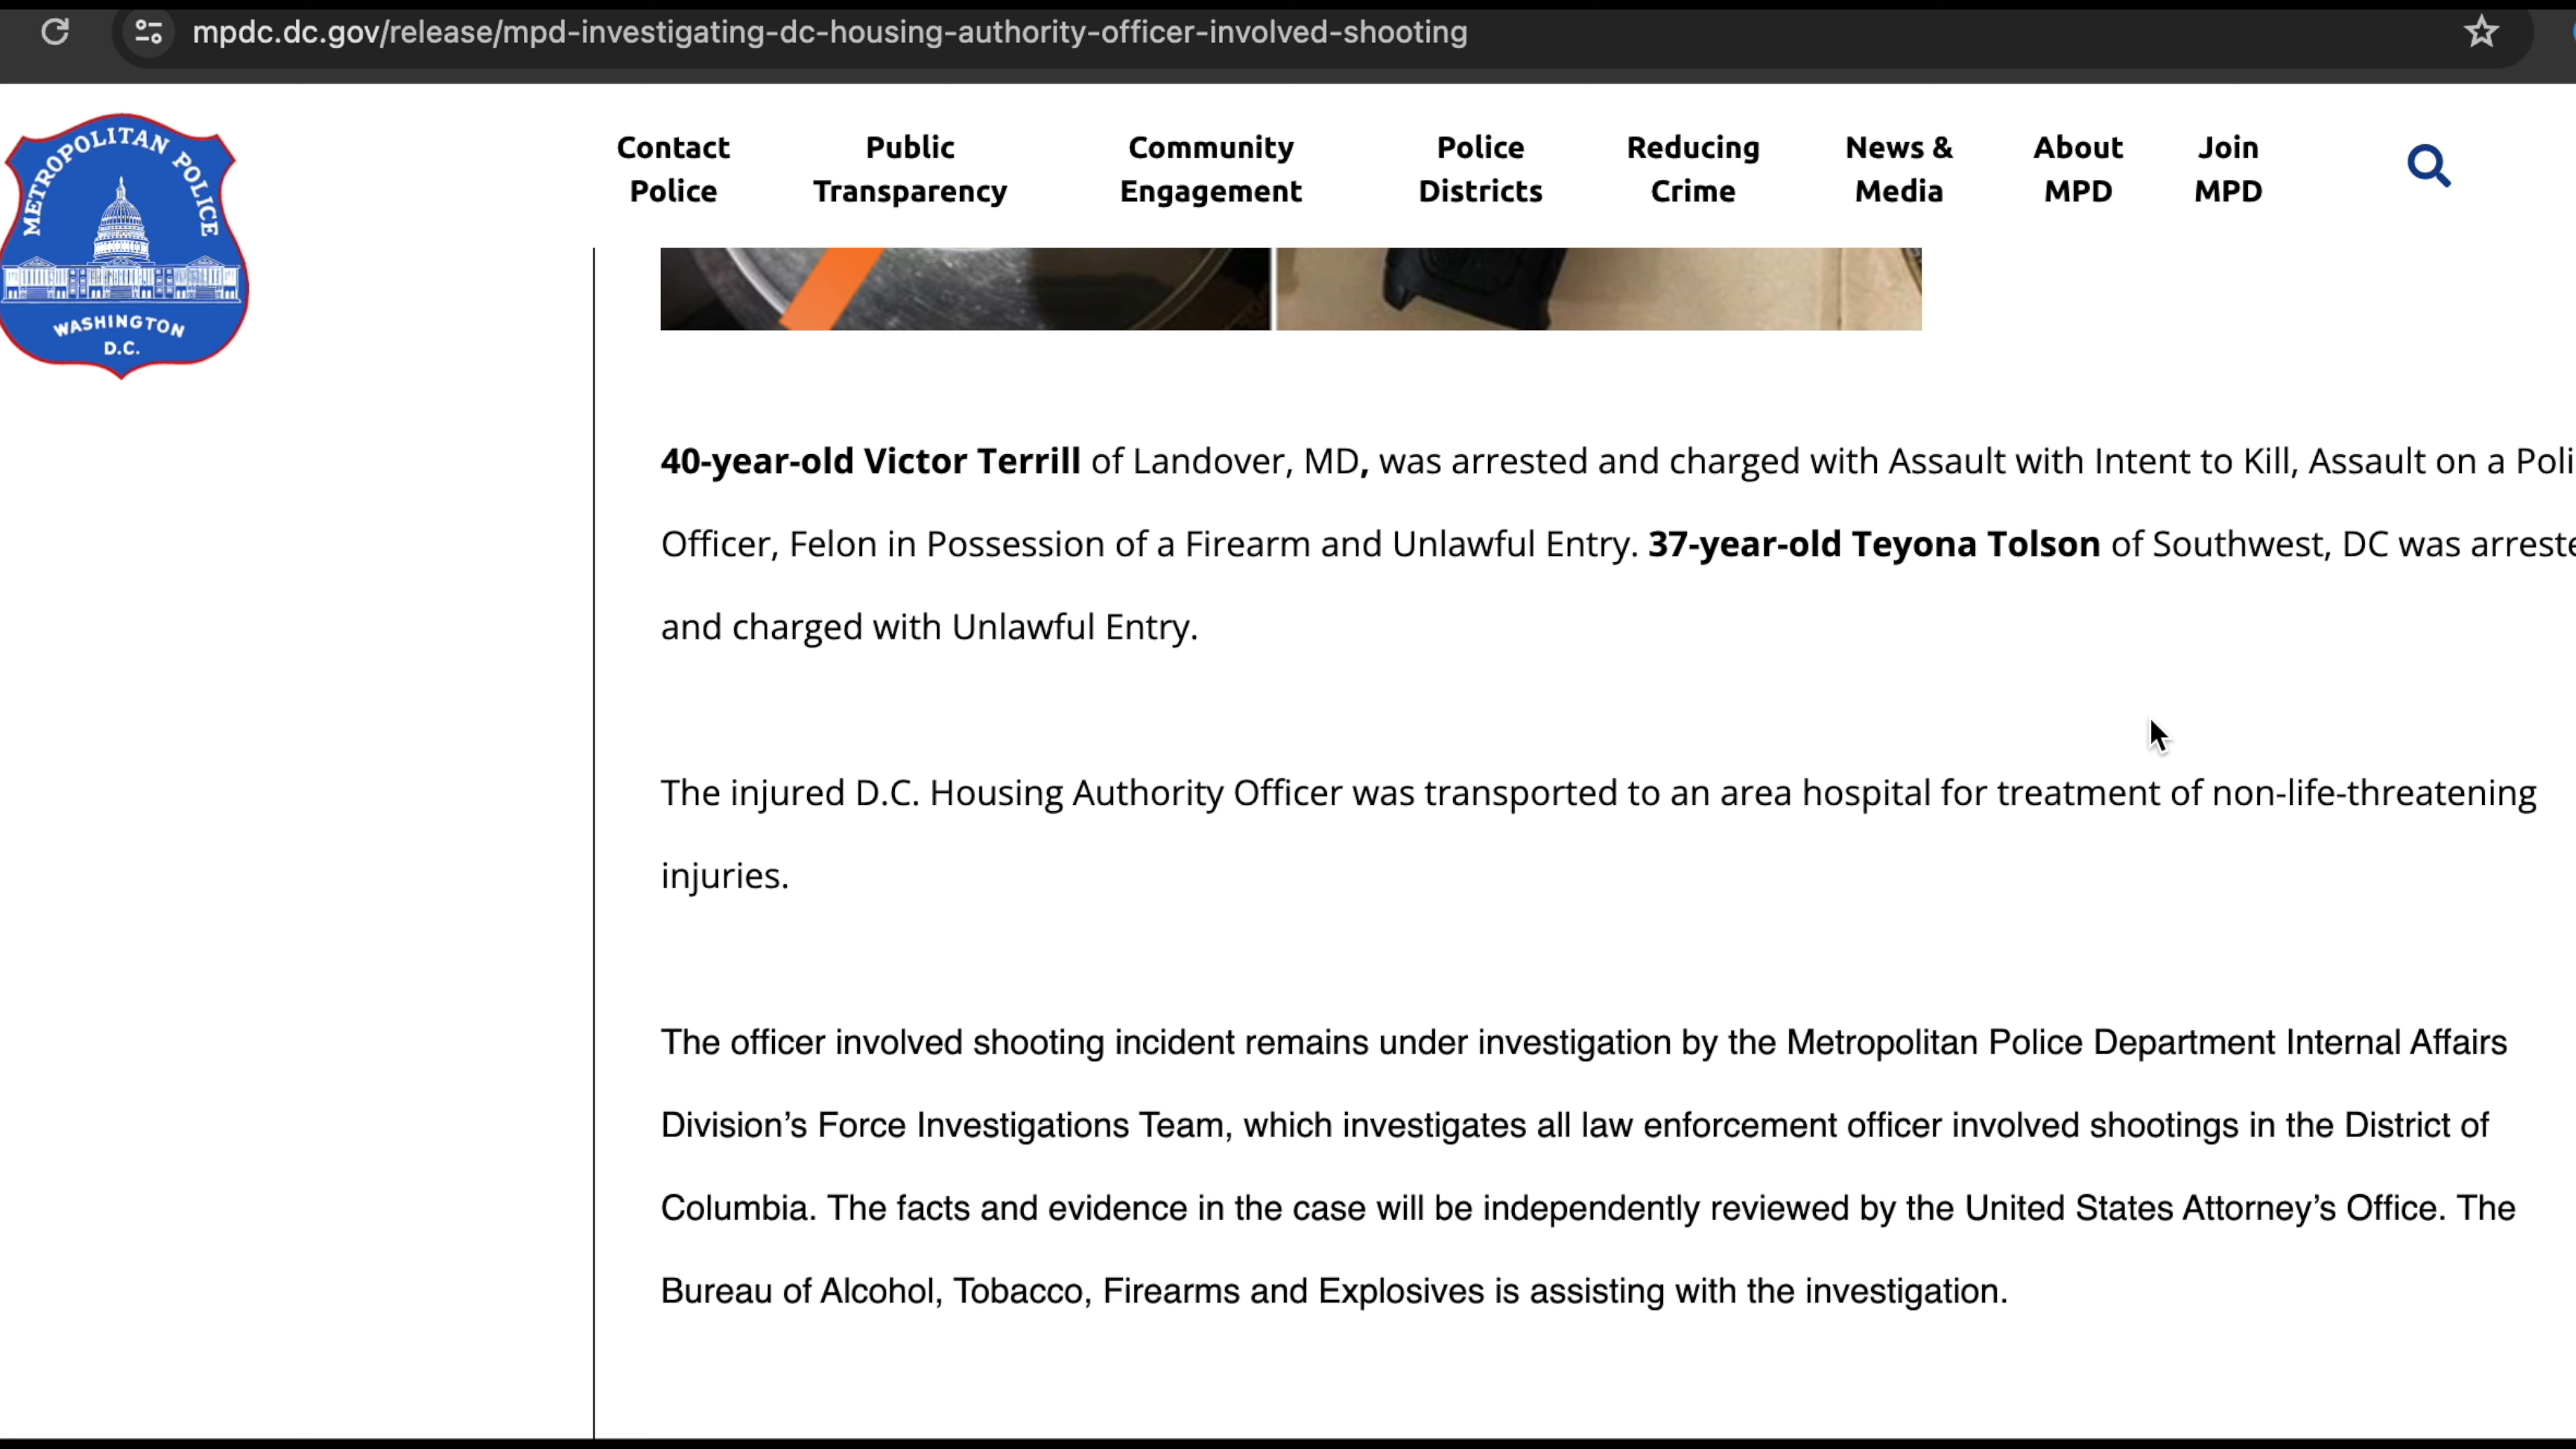 mpdc.dc.gov/release/mpd-investigating-dc-housing-authority-officer-involved-shooting
METROPOLITAN POLICE
WASHINGTON
D.C.
Contact Police
Public Transparency
Community Engagement
Police Districts
Reducing Crime
News & Media
About MPD
Join MPD
40-year-old Victor Terrill of Landover, MD, was arrested and charged with Assault with Intent to Kill, Assault on a Poli
Officer, Felon in Possession of a Firearm and Unlawful Entry. 37-year-old Teyona Tolson of Southwest, DC was arreste
and charged with Unlawful Entry.
The injured D.C. Housing Authority Officer was transported to an area hospital for treatment of non-life-threatening
injuries.
The officer involved shooting incident remains under investigation by the Metropolitan Police Department Internal Affairs
Division’s Force Investigations Team, which investigates all law enforcement officer involved shootings in the District of
Columbia. The facts and evidence in the case will be independently reviewed by the United States Attorney’s Office. The
Bureau of Alcohol, Tobacco, Firearms and Explosives is assisting with the investigation.